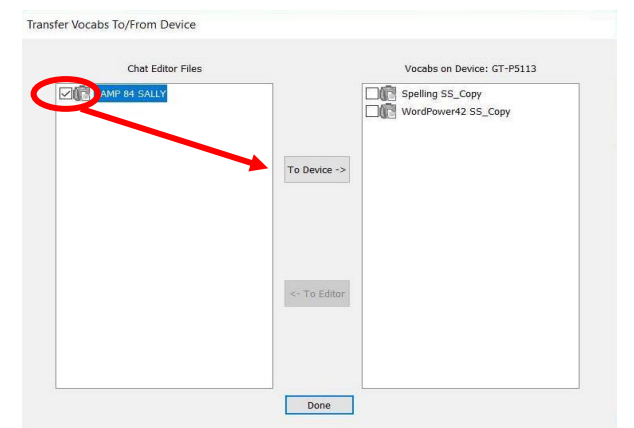 Transfer Vocabs To/From Device
Chat Editor Files
Vocabs on Device: GT-P5113
AMP 84 SALLY
Spelling SS_Copy
WordPower42 SS_Copy
To Device ->
<- To Editor
Done